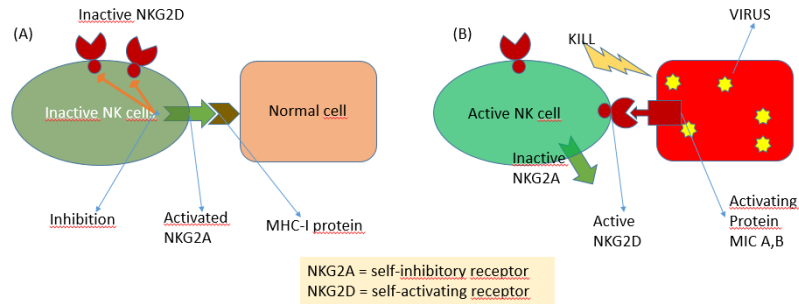 Inactive NKG2D
(A)
Inactive NK cells
Normal cell
Inhibition
Activated
NKG2A
MHC-I protein
(B)
KILL
VIRUS
Active NK cell
Inactive
NKG2A
Active
NKG2D
Activating
Protein
MIC A,B
NKG2A = self-inhibitory receptor
NKG2D = self-activating receptor